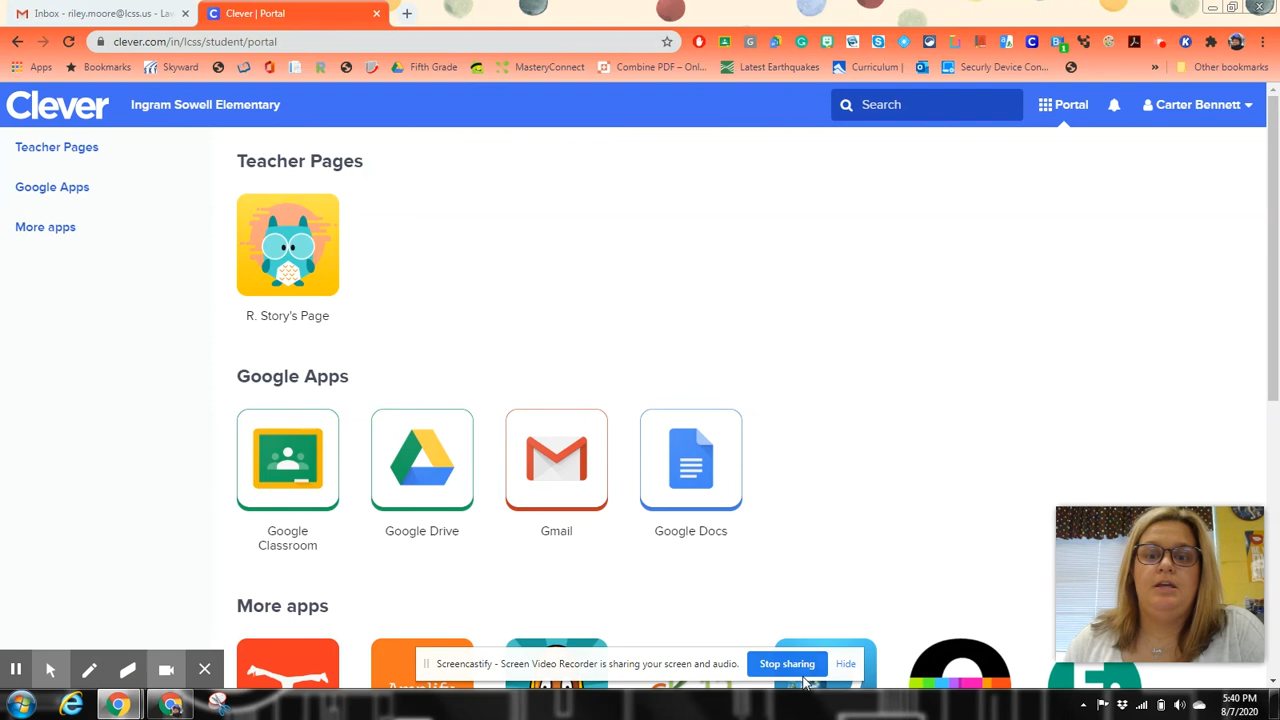 Inbox - riley.moore@lcss.us - La
Clever | Portal
clever.com/in/lcss/student/portal
Apps
Bookmarks
Skyward
Fifth Grade
MasteryConnect
Combine PDF – Onl...
Latest Earthquakes
Curriculum |
Securly Device Con...
»
Other bookmarks
Clever
Ingram Sowell Elementary
Search
Portal
Carter Bennett
Teacher Pages
Google Apps
More apps
Teacher Pages
R. Story's Page
Google Apps
Google Classroom
Google Drive
Gmail
Google Docs
More apps
Screencastify - Screen Video Recorder is sharing your screen and audio.
Stop sharing
Hide
5:40 PM
8/7/2020